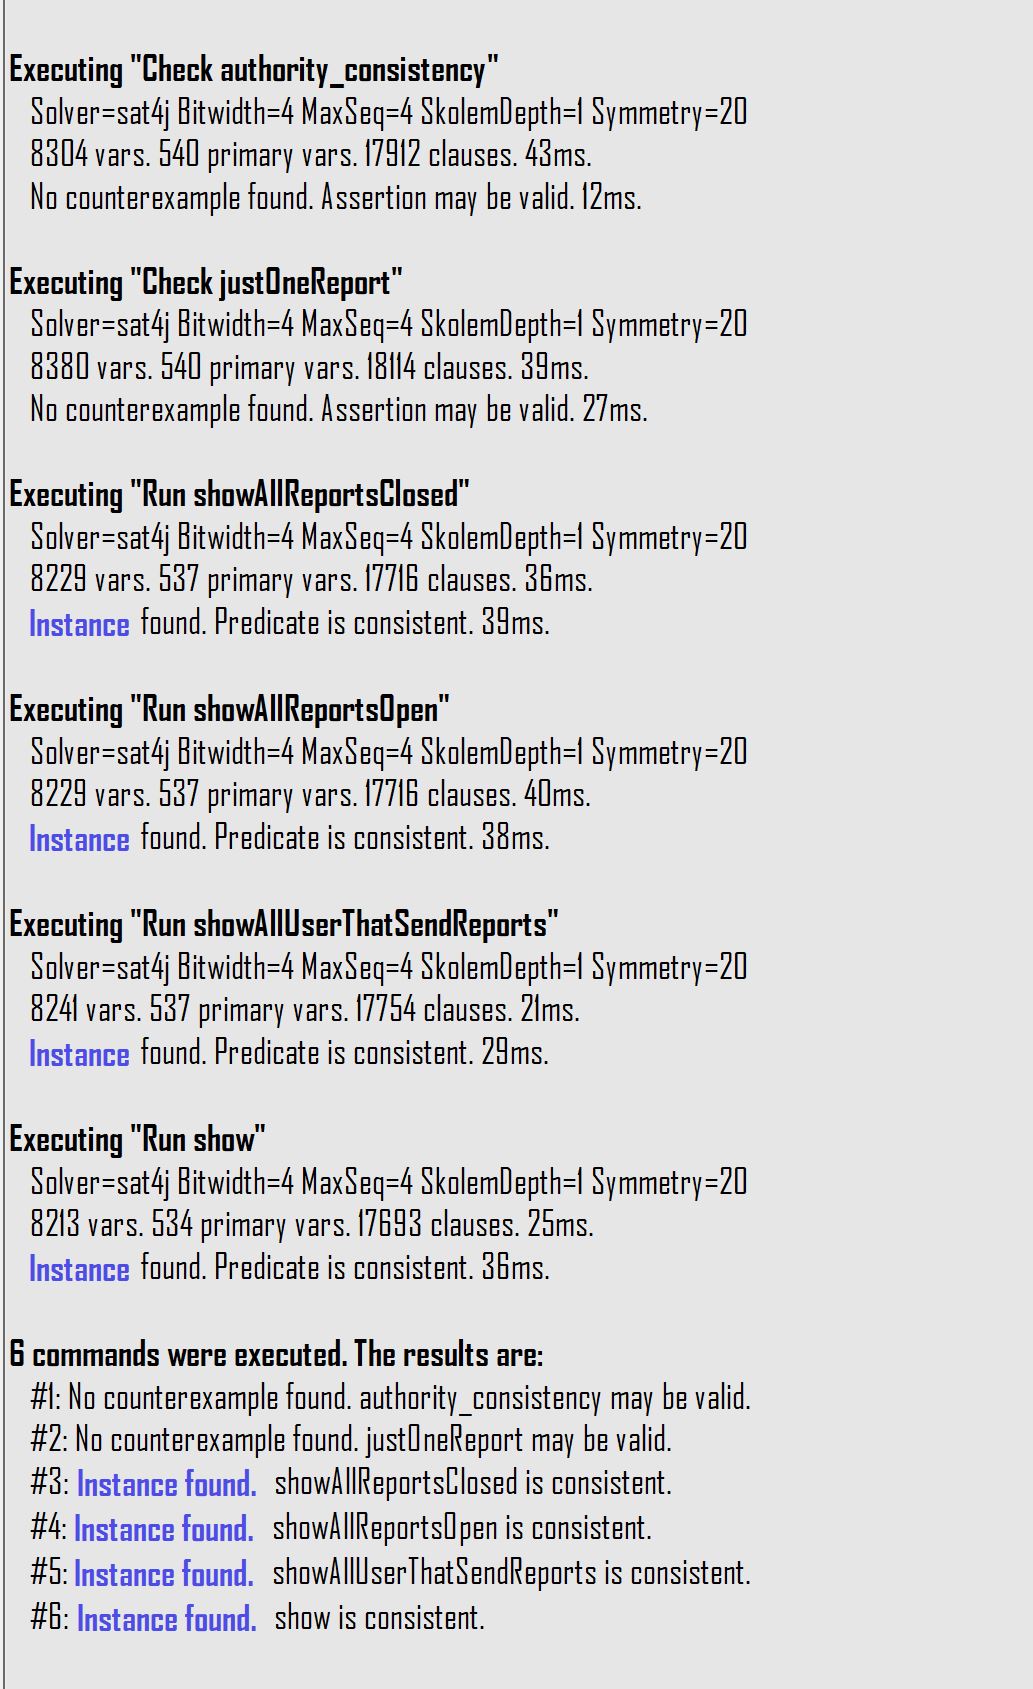 Executing "Check authority_consistency"
Solver=sat4j Bitwidth=4 MaxSeq=4 SkolemDepth=1 Symmetry=20
8304 vars. 540 primary vars. 17912 clauses. 43ms.
No counterexample found. Assertion may be valid. 12ms.
Executing "Check justOneReport"
Solver=sat4j Bitwidth=4 MaxSeq=4 SkolemDepth=1 Symmetry=20
8380 vars. 540 primary vars. 18114 clauses. 39ms.
No counterexample found. Assertion may be valid. 27ms.
Executing "Run showAllReportsClosed"
Solver=sat4j Bitwidth=4 MaxSeq=4 SkolemDepth=1 Symmetry=20
8229 vars. 537 primary vars. 17716 clauses. 36ms.
Instance found. Predicate is consistent. 39ms.
Executing "Run showAllReportsOpen"
Solver=sat4j Bitwidth=4 MaxSeq=4 SkolemDepth=1 Symmetry=20
8229 vars. 537 primary vars. 17716 clauses. 40ms.
Instance found. Predicate is consistent. 38ms.
Executing "Run showAllUserThatSendReports"
Solver=sat4j Bitwidth=4 MaxSeq=4 SkolemDepth=1 Symmetry=20
8241 vars. 537 primary vars. 17754 clauses. 21ms.
Instance found. Predicate is consistent. 29ms.
Executing "Run show"
Solver=sat4j Bitwidth=4 MaxSeq=4 SkolemDepth=1 Symmetry=20
8213 vars. 534 primary vars. 17693 clauses. 25ms.
Instance found. Predicate is consistent. 36ms.
6 commands were executed. The results are:
#1: No counterexample found. authority_consistency may be valid.
#2: No counterexample found. justOneReport may be valid.
#3: Instance found. showAllReportsClosed is consistent.
#4: Instance found. showAllReportsOpen is consistent.
#5: Instance found. showAllUserThatSendReports is consistent.
#6: Instance found. show is consistent.